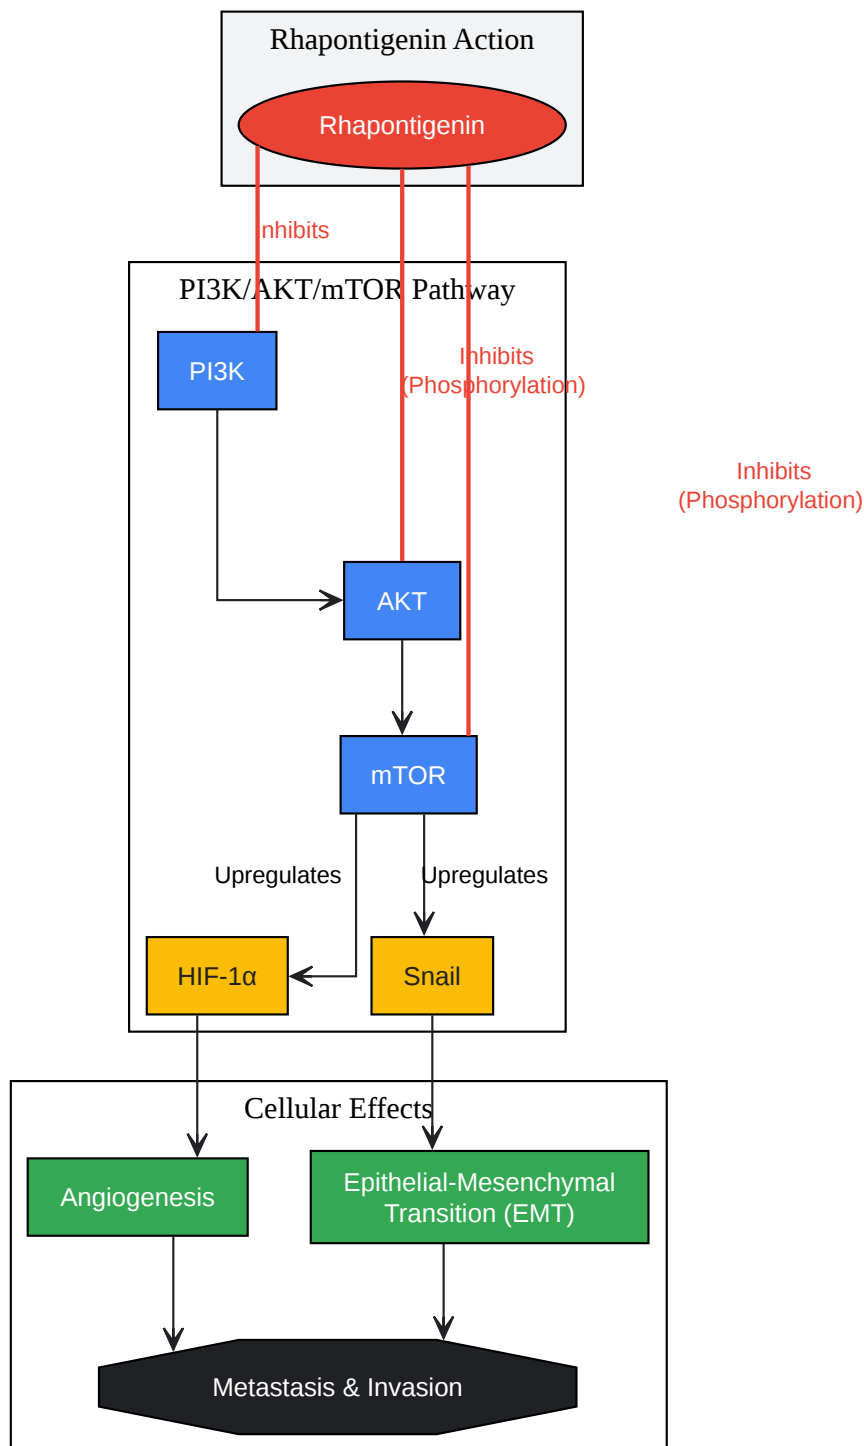 Rhapontigenin Action
Rhapontigenin
nhibits
PI3K/AKT/mTOR Pathway
PI3K
Inhibits
(Phosphorylation)
Inhibits
(Phosphorylation)
AKT
mTOR
Upregulates
Upregulates
HIF-1α
Snail
Cellular Effects
Angiogenesis
Epithelial-Mesenchymal
Transition (EMT)
Metastasis & Invasion